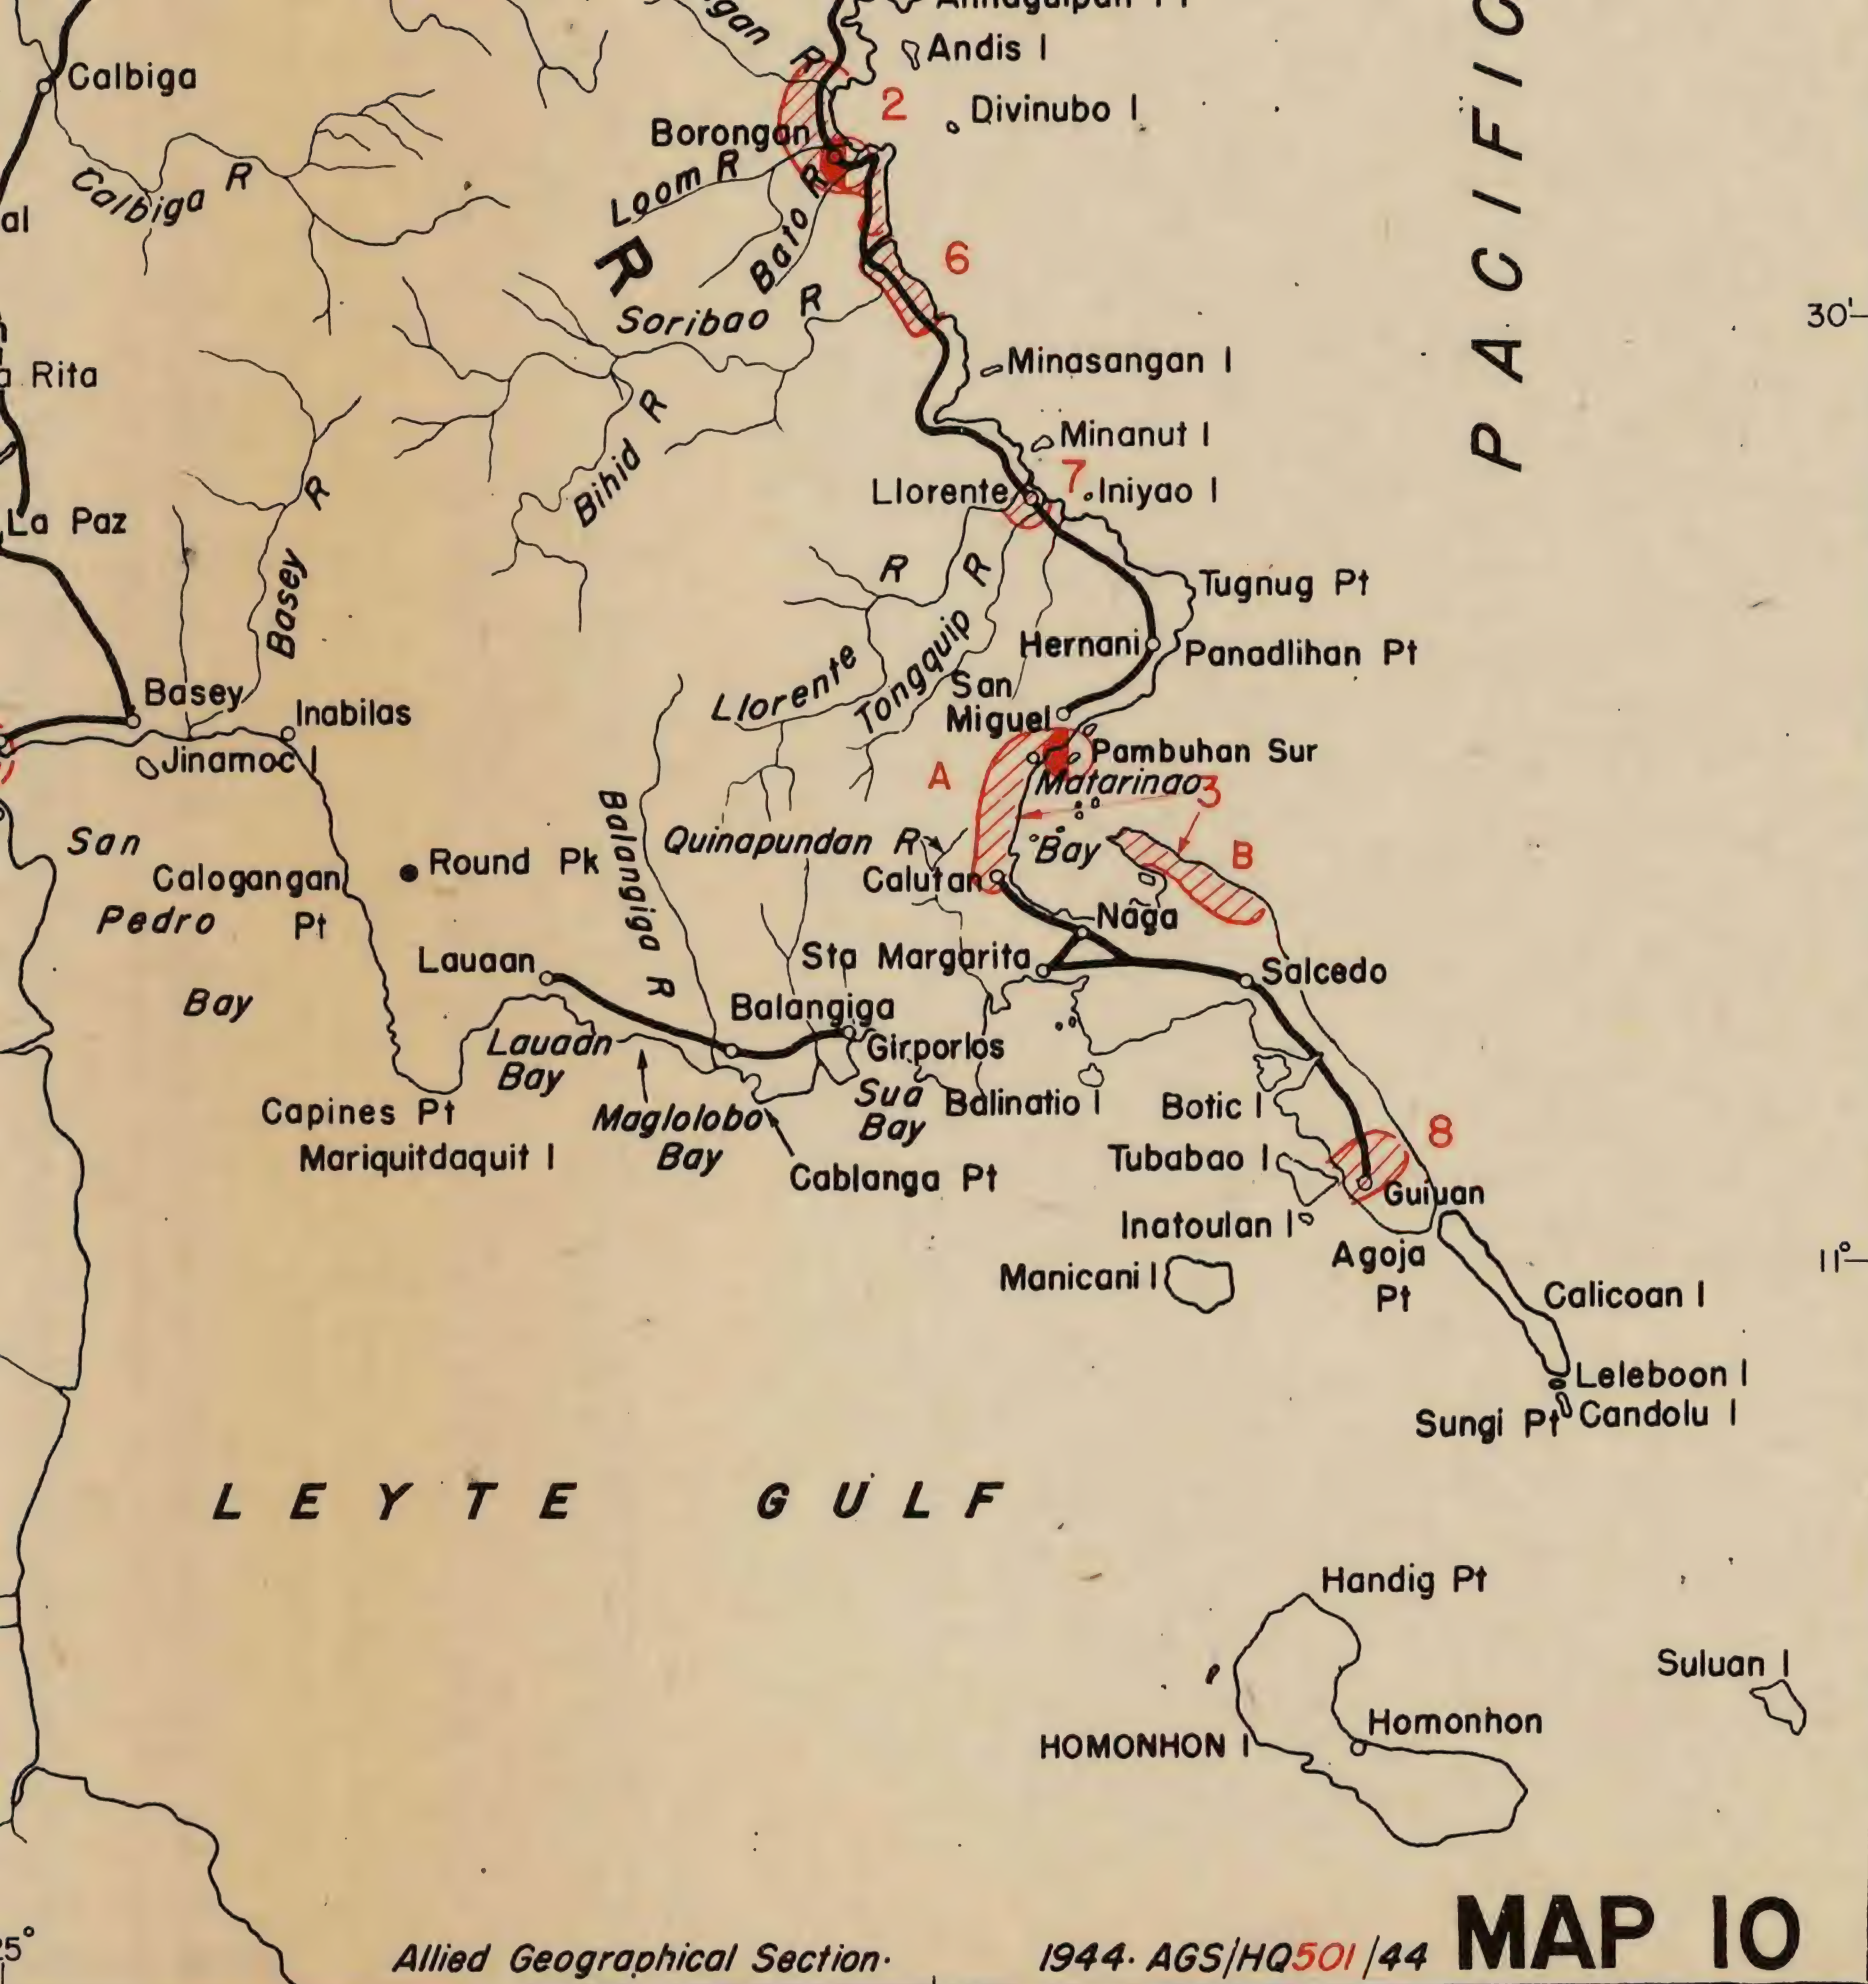 Andis I
Calbiga
R
2
Divinubo I
Borongan
Calbiga R
Loom R
Bato R
R
6
Soribao R
30'
PACIFIC
Minasangan I
Rita
Bihid R
Minanut I
7
Llorente
Iniyao I
La Paz
Basey R
Llorente R
Tongquip R
Tugnug Pt
Hernani
Panadlihan Pt
San
Miguel
Basey
Inabilas
Jinamoc I
Pambuhan Sur
A
Matarinao
Bay
3
B
San
Pedro
Bay
Round Pk
Balangiga R
Quinapundan R
Calogangan
Pt
Calutan
Naga
Lauaan
Sta Margarita
Salcedo
Balangiga
Lauaan
Bay
Girporlos
Sua
Bay
Balinatio I
Botic I
Capines Pt
Maglolobo
Bay
8
Mariquitdaquit I
Cablanga Pt
Tubabao I
Guiuan
Inatoulan I
Agoja
Pt
11°
Manicani I
Calicoan I
Leleboon I
Sungi Pt
Candolu I
LEYTE GULF
Handig Pt
Suluan I
Homonhon
HOMONHON I
5°
Allied Geographical Section.
1944. AGS/HQ501/44
MAP 10